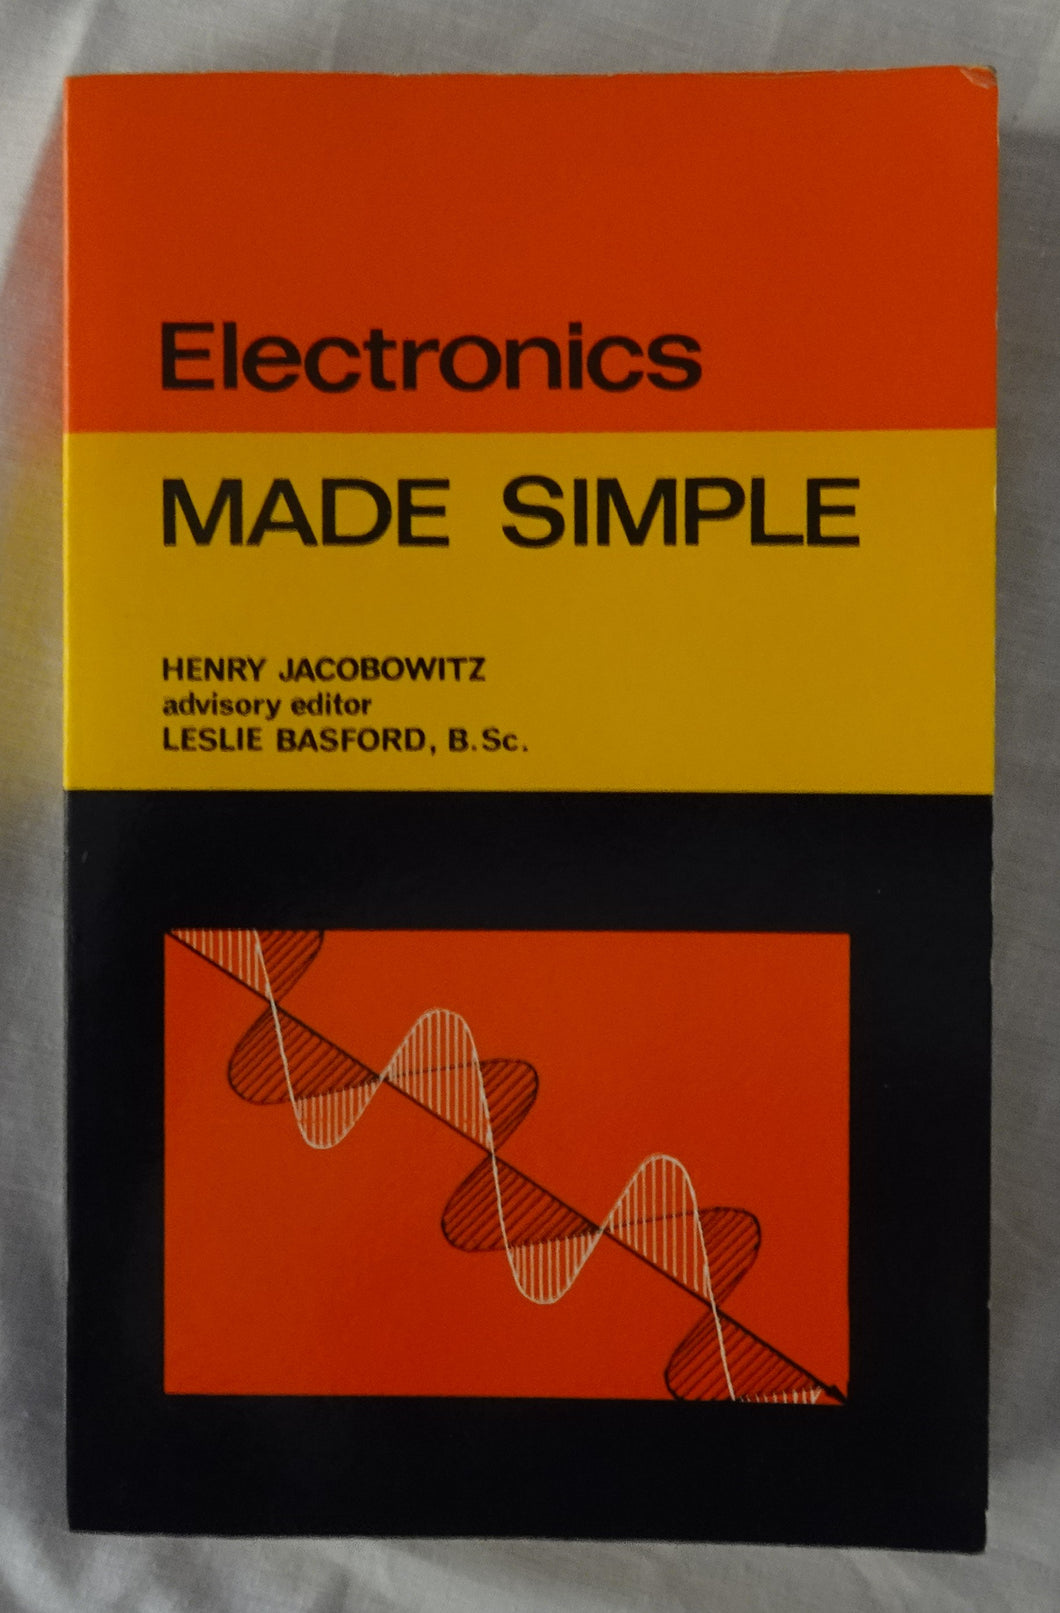 Electronics
MADE SIMPLE
HENRY JACOBOWITZ
advisory editor
LESLIE BASFORD, B.Sc.